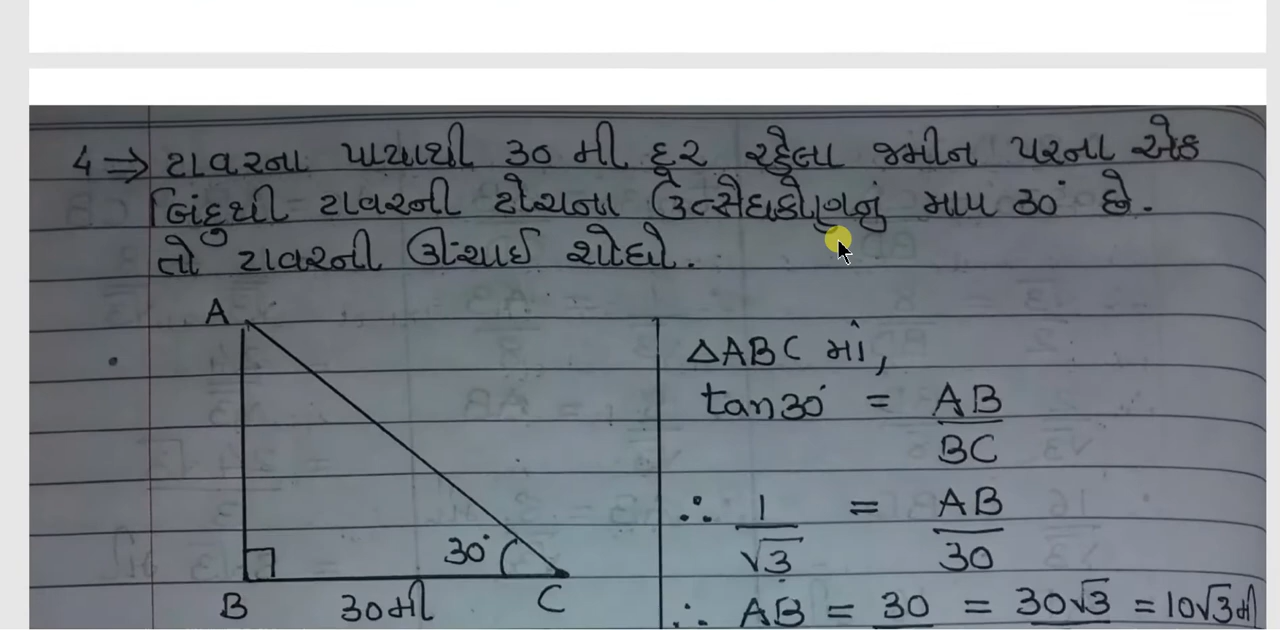 4⇒ ટાવરના પાયાથી 30 મી દૂર રહેલા જમીન પરના એક
બિંદુથી ટાવરની ટોચના ઉત્સેધકોણનું માપ 30° છે.
તો ટાવરની ઊંચાઈ શોધો.
A
B
30મી
30°
C
△ABC માં,
tan30° = AB/BC
∴ 1/√3 = AB/30
∴ AB = 30 = 30√3 = 10√3મી